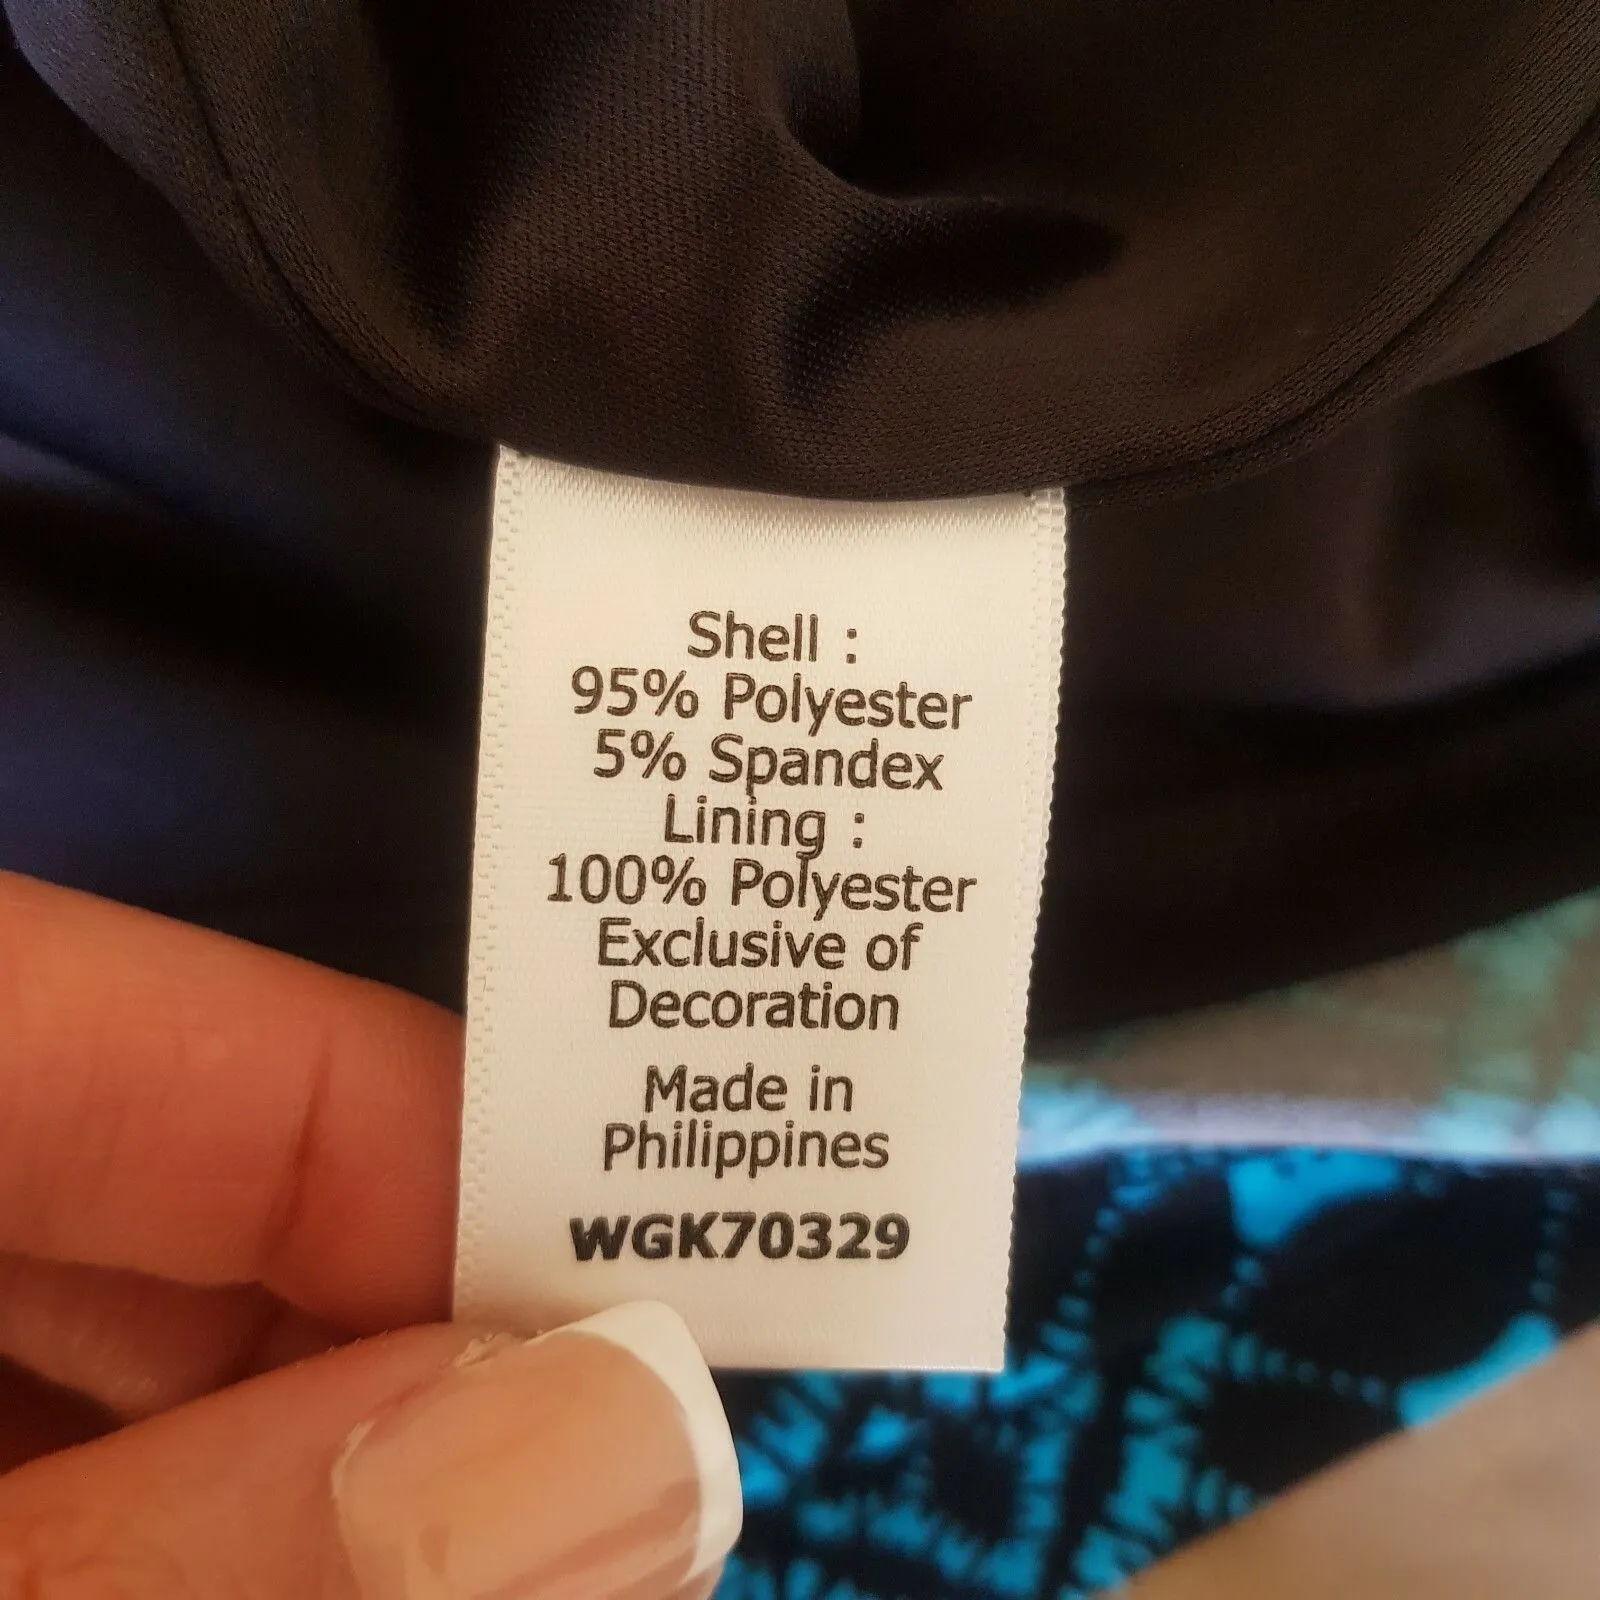 Shell :
95% Polyester
5% Spandex
Lining :
100% Polyester
Exclusive of
Decoration
Made in
Philippines
WGK70329